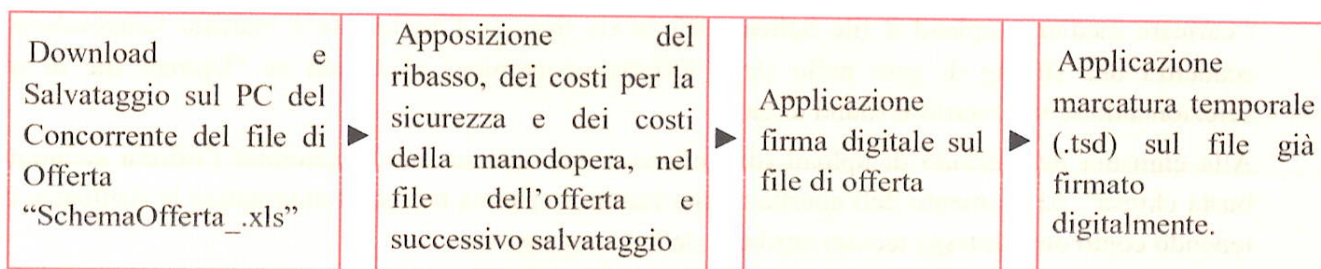 Download e
Salvataggio sul PC del
Concorrente del file di
Offerta
“SchemaOfferta_.xls”
Apposizione del
ribasso, dei costi per la
sicurezza e dei costi
della manodopera, nel
file dell’offerta e
successivo salvataggio
Applicazione
firma digitale sul
file di offerta
Applicazione
marcatura temporale
(.tsd) sul file già
firmato
digitalmente.